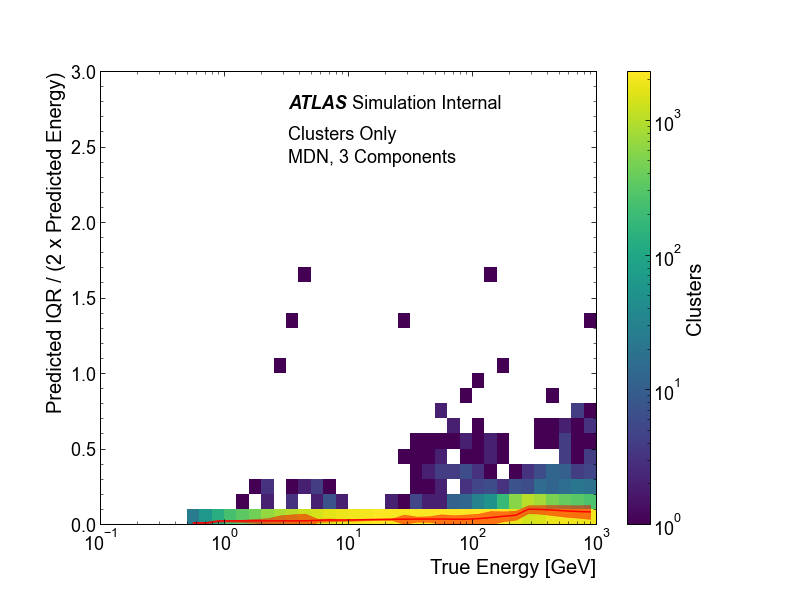 ATLAS Simulation Internal
Clusters Only
MDN, 3 Components
Predicted IQR / (2 x Predicted Energy)
3.0
2.5
2.0
1.5
1.0
0.5
0.0
10⁻¹ 10⁰ 10¹ 10² 10³
True Energy [GeV]
10³
10²
10¹
10⁰
Clusters